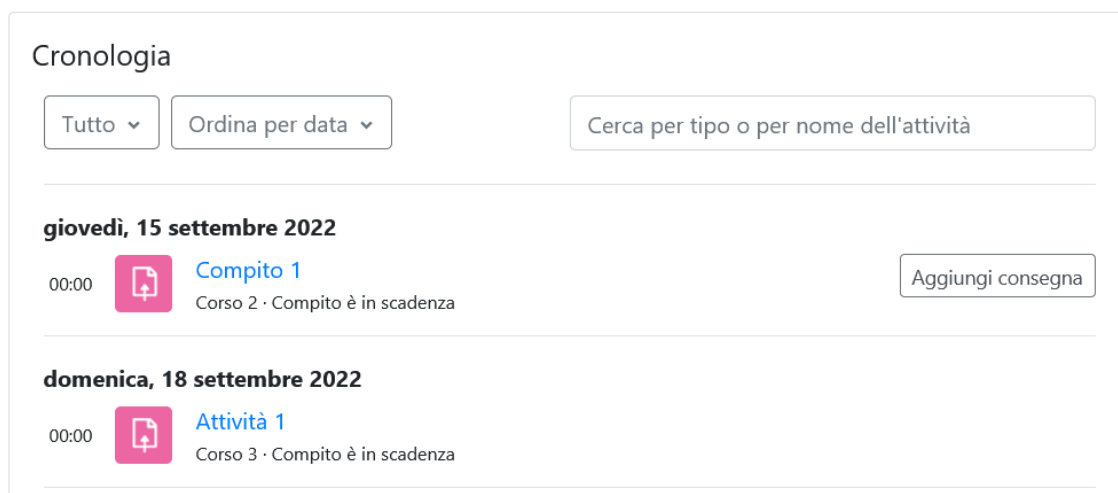 Cronologia
Tutto
Ordina per data
Cerca per tipo o per nome dell'attività
giovedì, 15 settembre 2022
00:00
Compito 1
Corso 2 · Compito è in scadenza
Aggiungi consegna
domenica, 18 settembre 2022
00:00
Attività 1
Corso 3 · Compito è in scadenza